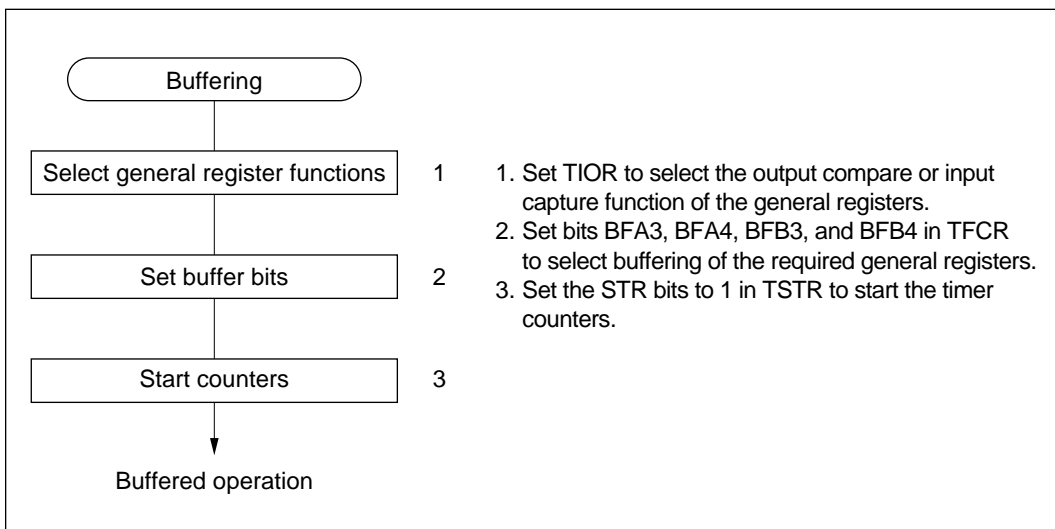 Buffering
Select general register functions 1
Set buffer bits 2
Start counters 3
Buffered operation
1. Set TIOR to select the output compare or input
capture function of the general registers.
2. Set bits BFA3, BFA4, BFB3, and BFB4 in TFCR
to select buffering of the required general registers.
3. Set the STR bits to 1 in TSTR to start the timer
counters.